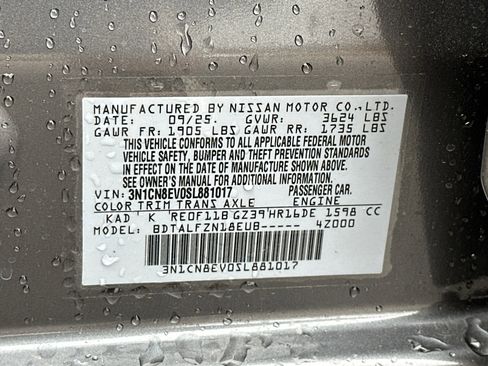 MANUFACTURED BY NISSAN MOTOR CO., LTD.
DATE: 09/25. GVWR: 3624 LBS
GAWR FR: 1905 LBS GAWR RR: 1735 LBS
THIS VEHICLE CONFORMS TO ALL APPLICABLE FEDERAL MOTOR
VEHICLE SAFETY, BUMPER AND THEFT PREVENTION STANDARDS
IN EFFECT ON THE DATE OF MANUFACTURE SHOWN ABOVE.
SEE OWNER'S MANUAL FOR ADDITIONAL INFORMATION.
VIN: 3N1CN8EV0SL881017 PASSENGER CAR.
COLOR TRIM TRANS AXLE ENGINE
KAD ' K 'RE0F11B GZ39'HR16DE 1598 CC
MODEL: BDTALFZN18EUB----- 4Z000
3N1CN8EV0SL881017